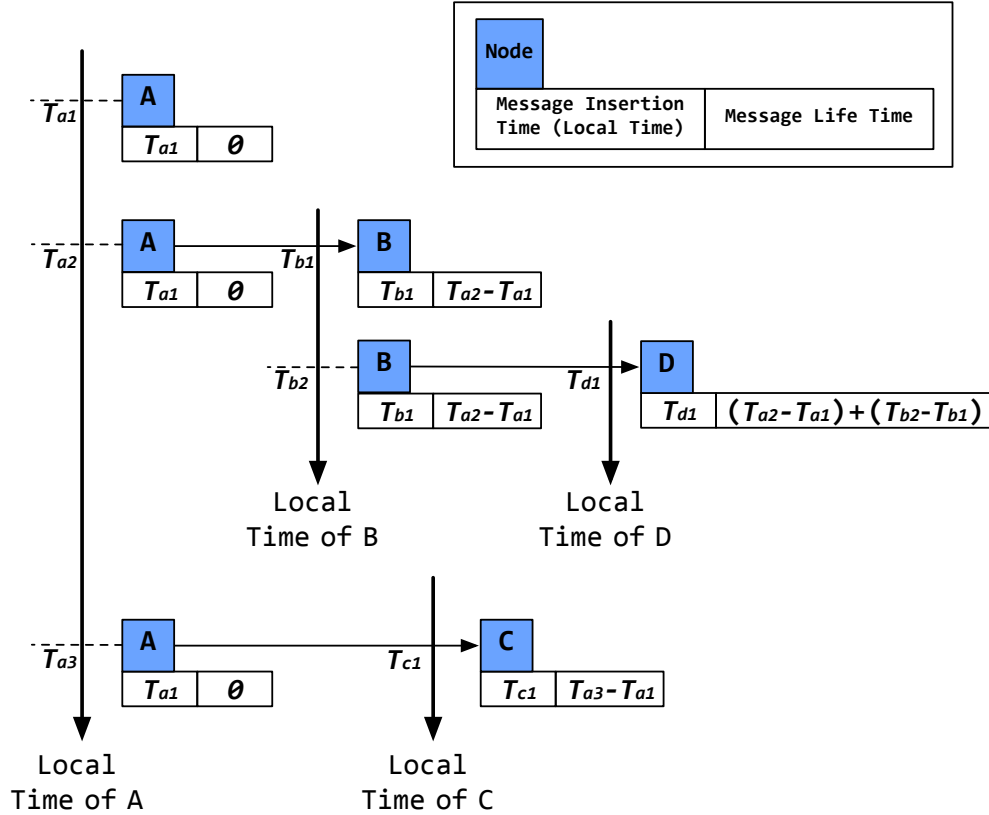 Node
Message Insertion
Time (Local Time)
Message Life Time
A
Ta1
Ta1 0
A B
Ta2 Tb1
Ta1 0 Tb1 Ta2-Ta1
B D
Tb2 Td1
Tb1 Ta2-Ta1 Td1 (Ta2-Ta1)+(Tb2-Tb1)
Local
Time of B
Local
Time of D
A C
Ta3 Tc1
Ta1 0 Tc1 Ta3-Ta1
Local
Time of A
Local
Time of C